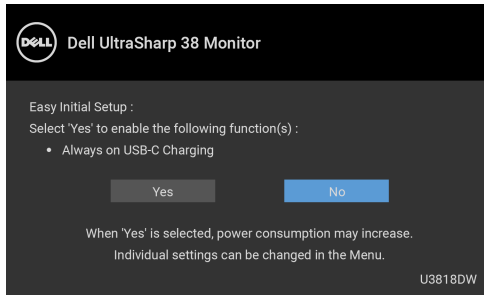 DELL Dell UltraSharp 38 Monitor
Easy Initial Setup :
Select 'Yes' to enable the following function(s) :
• Always on USB-C Charging
Yes No
When 'Yes' is selected, power consumption may increase.
Individual settings can be changed in the Menu.
U3818DW